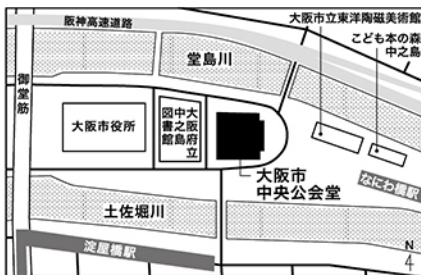 阪神高速道路
大阪市立東洋陶磁美術館
こども本の森
中之島
堂島川
御堂筋
大阪市役所
大阪府立
中之島
図書館
大阪市
中央公会堂
なにわ橋駅
土佐堀川
淀屋橋駅
N